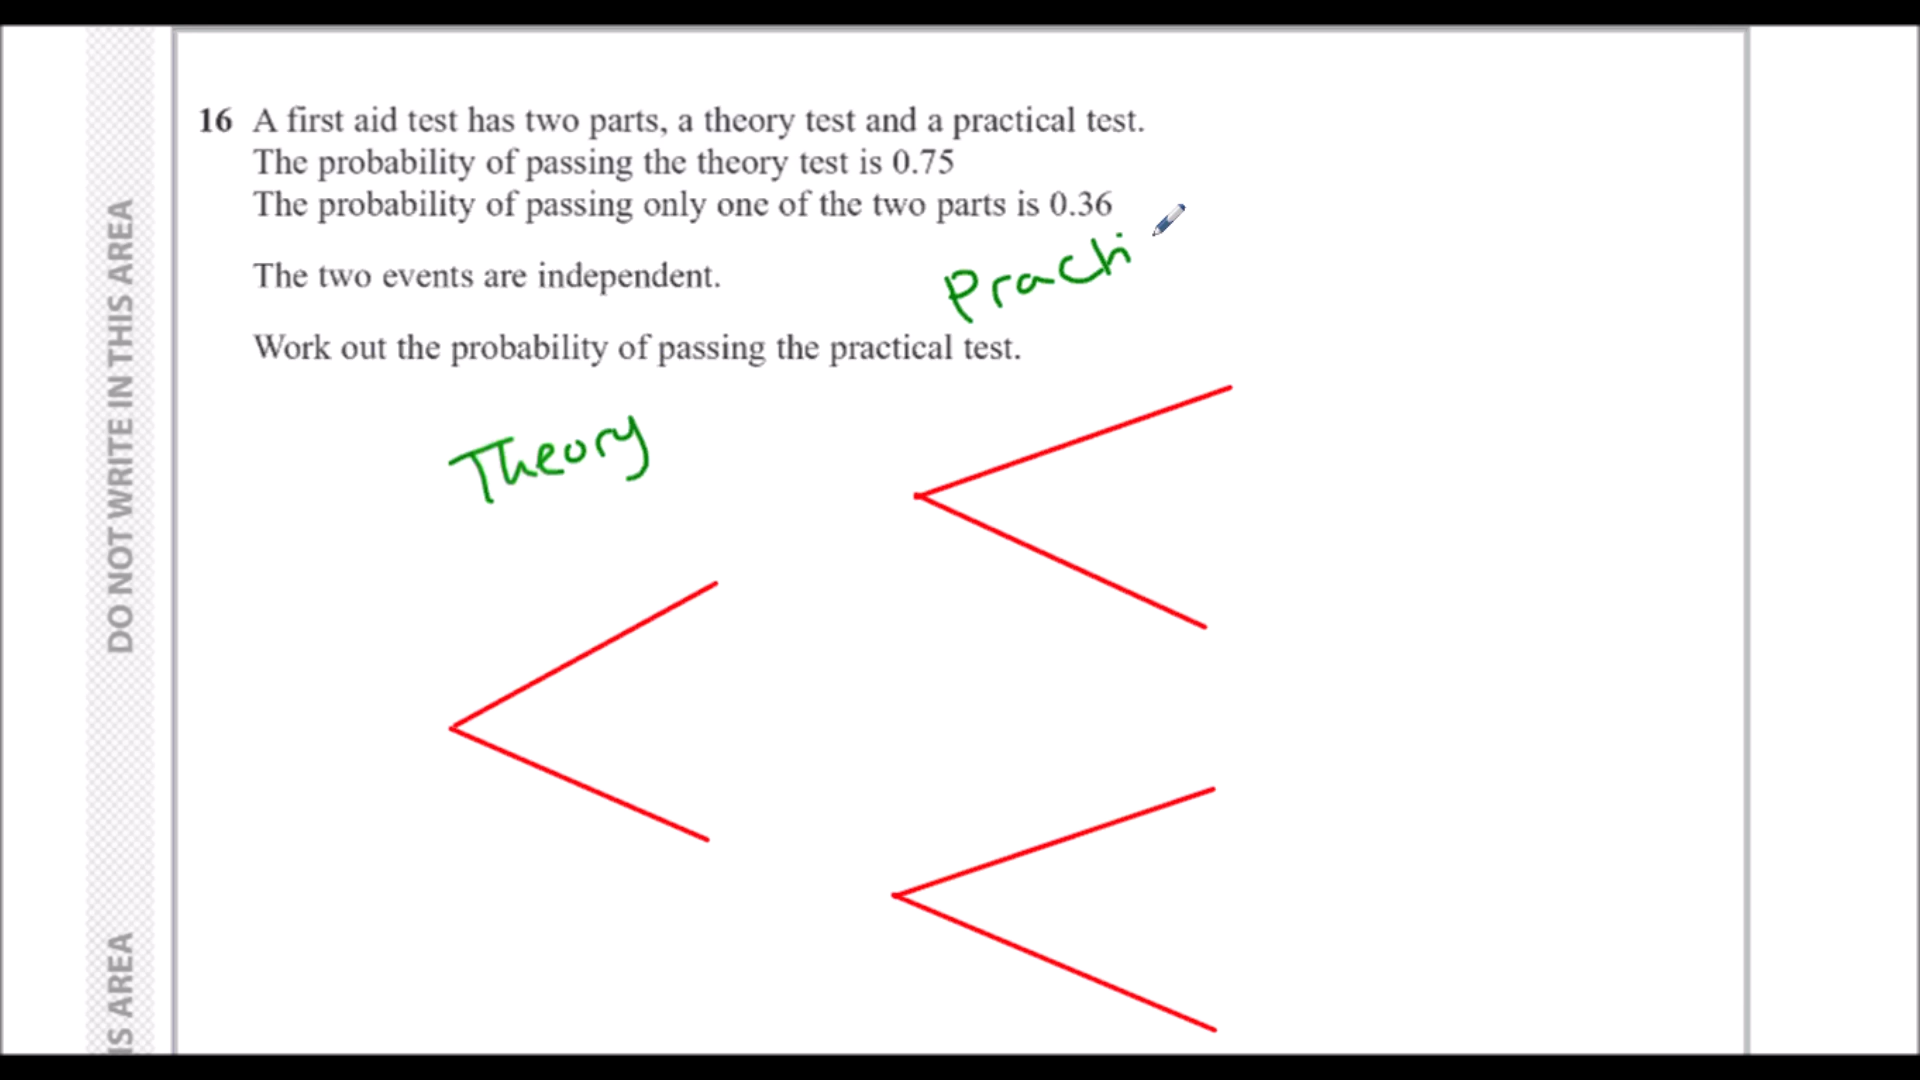 16 A first aid test has two parts, a theory test and a practical test.
The probability of passing the theory test is 0.75
The probability of passing only one of the two parts is 0.36
The two events are independent.
Practi
Work out the probability of passing the practical test.
Theory
DO NOT WRITE IN THIS AREA
IS AREA